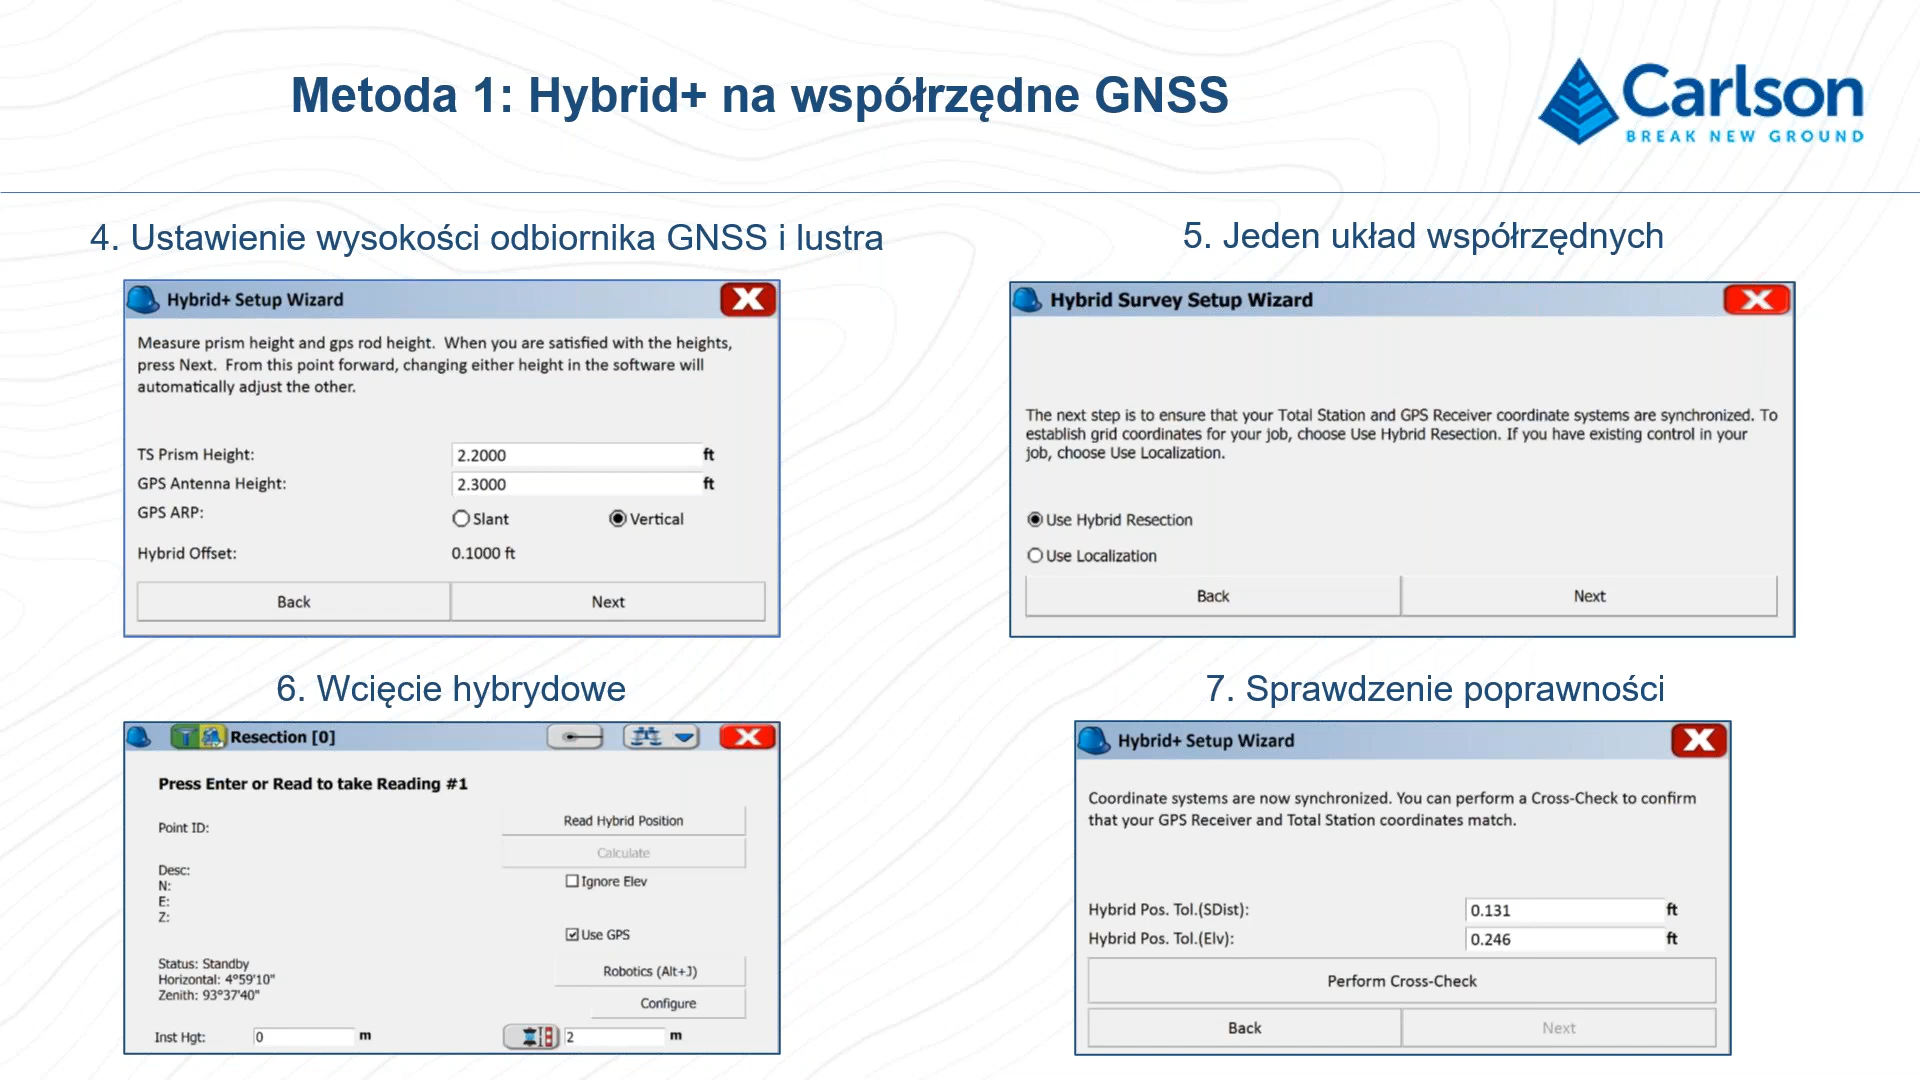 Metoda 1: Hybrid+ na współrzędne GNSS
Carlson
BREAK NEW GROUND
4. Ustawienie wysokości odbiornika GNSS i lustra
Hybrid+ Setup Wizard
Measure prism height and gps rod height. When you are satisfied with the heights,
press Next. From this point forward, changing either height in the software will
automatically adjust the other.
TS Prism Height: 2.2000 ft
GPS Antenna Height: 2.3000 ft
GPS ARP: Slant Vertical
Hybrid Offset: 0.1000 ft
Back Next
5. Jeden układ współrzędnych
Hybrid Survey Setup Wizard
The next step is to ensure that your Total Station and GPS Receiver coordinate systems are synchronized. To
establish grid coordinates for your job, choose Use Hybrid Resection. If you have existing control in your
job, choose Use Localization.
Use Hybrid Resection
Use Localization
Back Next
6. Wcięcie hybrydowe
Resection [0]
Press Enter or Read to take Reading #1
Read Hybrid Position
Point ID:
Calculate
Desc:
Ignore Elev
N:
E:
Z:
Use GPS
Status: Standby
Robotics (Alt+J)
Horizontal: 4°59'10"
Zenith: 93°37'40"
Configure
Inst Hgt: 0 m 2 m
7. Sprawdzenie poprawności
Hybrid+ Setup Wizard
Coordinate systems are now synchronized. You can perform a Cross-Check to confirm
that your GPS Receiver and Total Station coordinates match.
Hybrid Pos. Tol.(SDist): 0.131 ft
Hybrid Pos. Tol.(Elv): 0.246 ft
Perform Cross-Check
Back Next